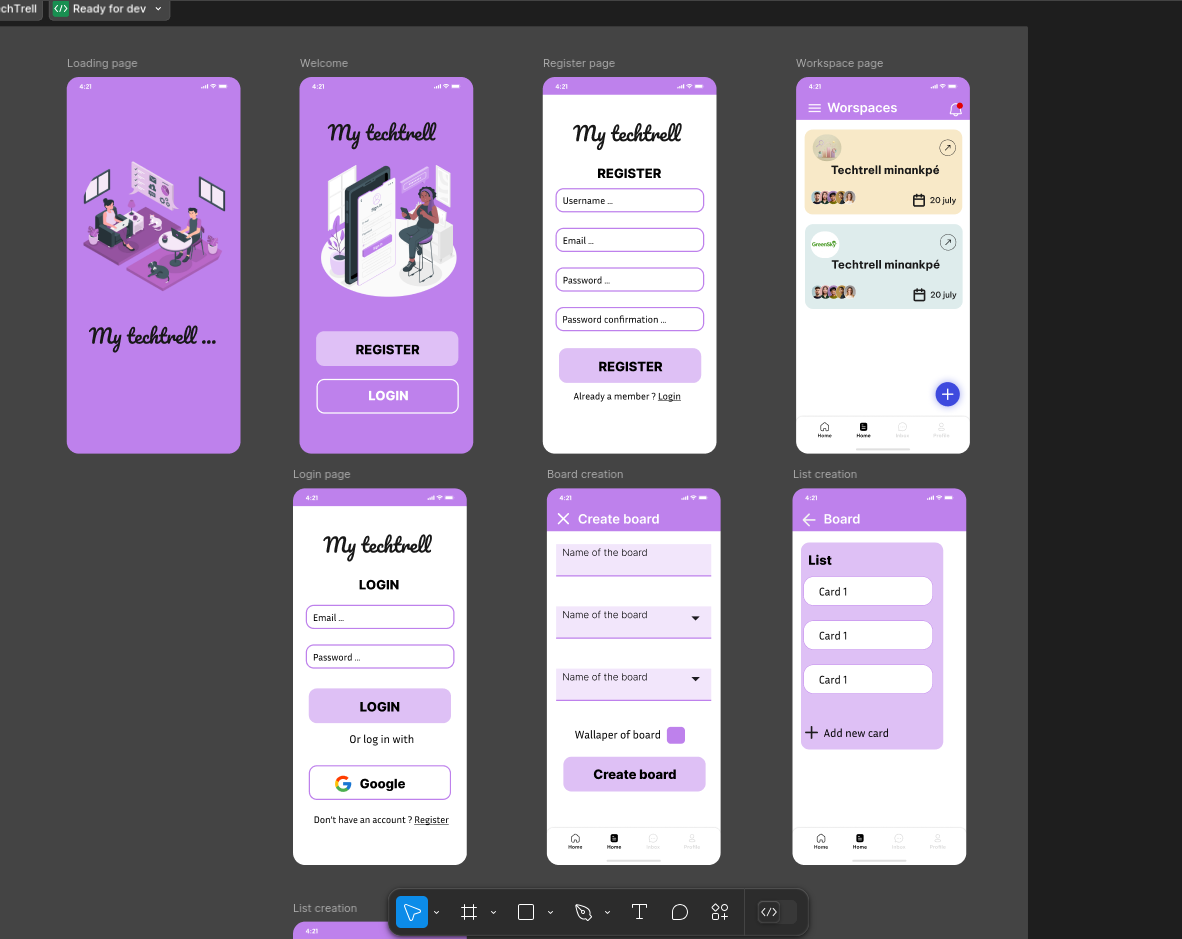 chTrell
Ready for dev
Loading page
4:21
My techtrell ...
Welcome
4:21
My techtrell
Sign in
REGISTER
LOGIN
Register page
4:21
My techtrell
REGISTER
Username ...
Email ...
Password ...
Password confirmation ...
REGISTER
Already a member ? Login
Workspace page
4:21
Worspaces
Techtrell minankpé
20 july
GreenSky
Techtrell minankpé
20 july
Home
Home
Inbox
Profile
Login page
4:21
My techtrell
LOGIN
Email ...
Password ...
LOGIN
Or log in with
Google
Don't have an account ? Register
Board creation
4:21
Create board
Name of the board
Name of the board
Name of the board
Wallaper of board
Create board
Home
Home
Inbox
Profile
List creation
4:21
Board
List
Card 1
Card 1
Card 1
Add new card
Home
Home
Inbox
Profile
List creation
4:21